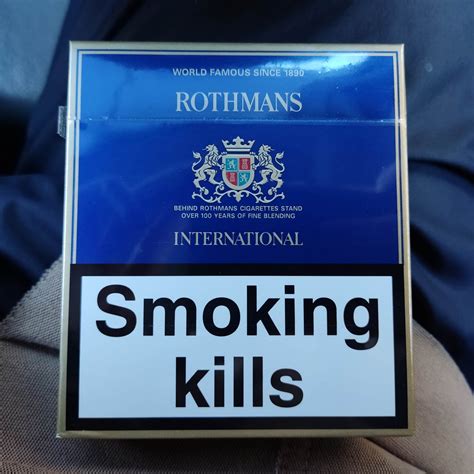 WORLD FAMOUS SINCE 1890
ROTHMANS
BEHIND ROTHMANS CIGARETTES STAND
OVER 100 YEARS OF FINE BLENDING
INTERNATIONAL
Smoking
kills